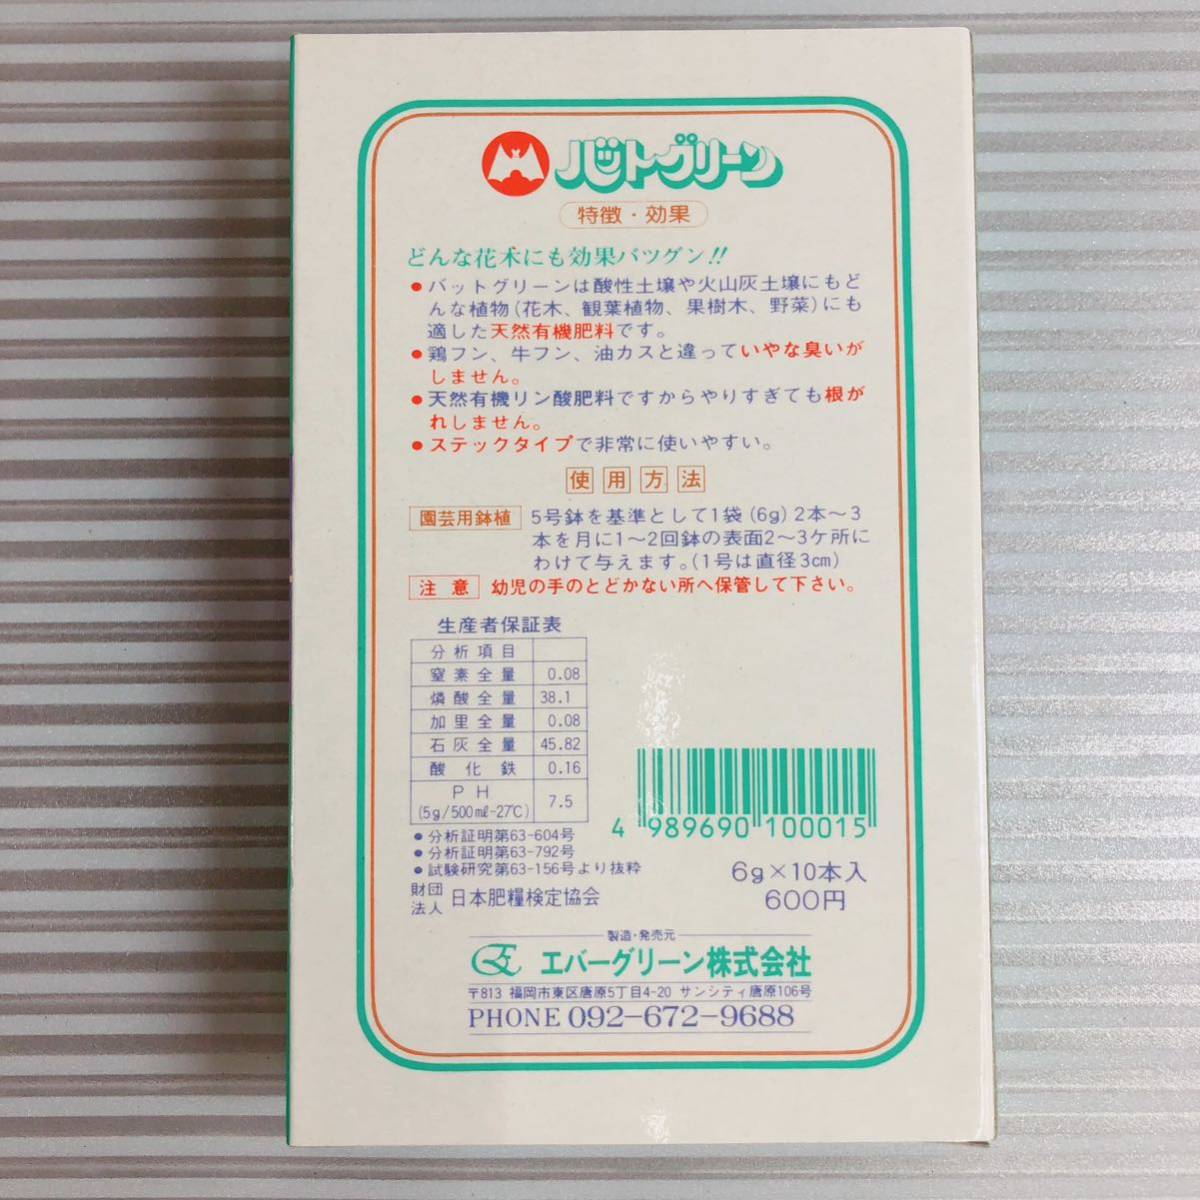 バットグリーン
特徴・効果
どんな花木にも効果バツグン!!
●バットグリーンは酸性土壌や火山灰土壌にもど
んな植物(花木、観葉植物、果樹木、野菜)にも
適した天然有機肥料です。
●鶏フン、牛フン、油カスと違っていやな臭いが
しません。
●天然有機リン酸肥料ですからやりすぎても根が
れしません。
●ステックタイプで非常に使いやすい。
使用方法
園芸用鉢植 5号鉢を基準として1袋(6g)2本〜3
本を月に1〜2回鉢の表面2〜3ケ所に
わけて与えます。(1号は直径3cm)
注意 幼児の手のとどかない所へ保管して下さい。
生産者保証表
分析項目
窒素全量 0.08
燐酸全量 38.1
加里全量 0.08
石灰全量 45.82
酸化鉄 0.16
PH
(5g/500ml-27℃) 7.5
●分析証明第63-604号
●分析証明第63-792号
●試験研究第63-156号より抜粋
財団法人 日本肥糧検定協会
4 989690 100015
6g×10本入
600円
製造・発売元
エバーグリーン株式会社
〒813 福岡市東区唐原5丁目4-20 サンシティ唐原106号
PHONE 092-672-9688